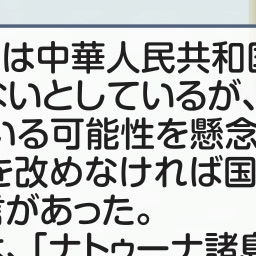 は中華人民共和国
ないとしているが、
いる可能性を懸念
を改めなければ国
言があった。
、「ナトゥーナ諸島